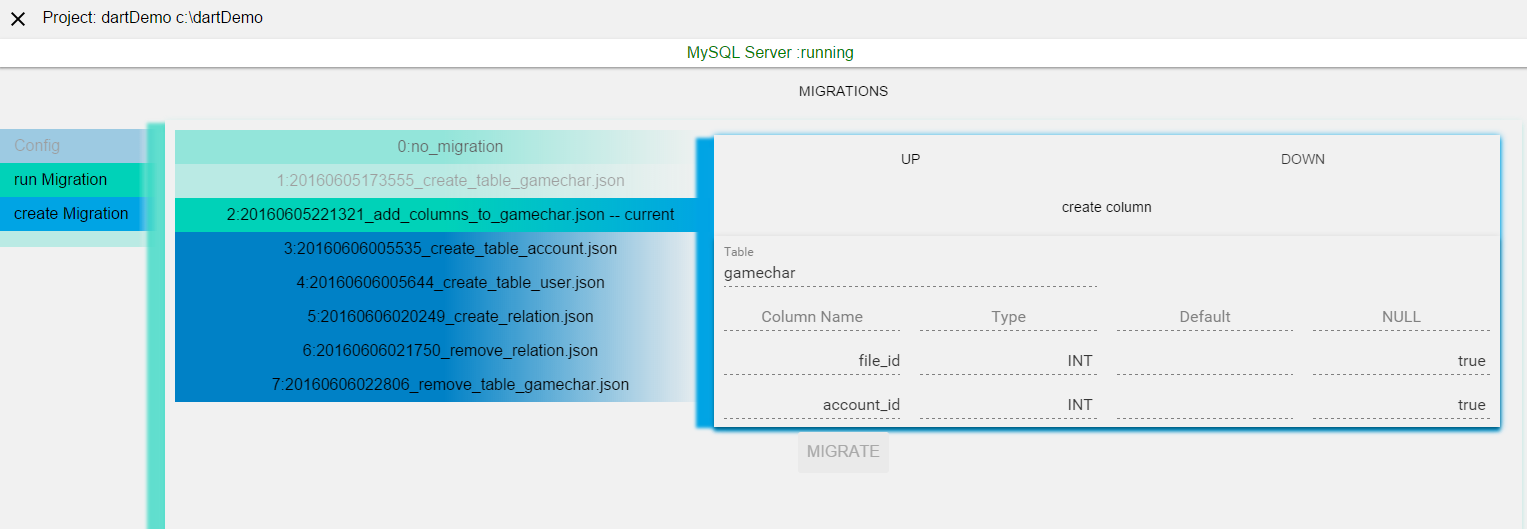 Project: dartDemo c:\dartDemo
MySQL Server :running
MIGRATIONS
Config
run Migration
create Migration
0:no_migration
1:20160605173555_create_table_gamechar.json
2:20160605221321_add_columns_to_gamechar.json -- current
3:20160606005535_create_table_account.json
4:20160606005644_create_table_user.json
5:20160606020249_create_relation.json
6:20160606021750_remove_relation.json
7:20160606022806_remove_table_gamechar.json
UP DOWN
create column
Table
gamechar
Column Name Type Default NULL
file_id INT true
account_id INT true
MIGRATE